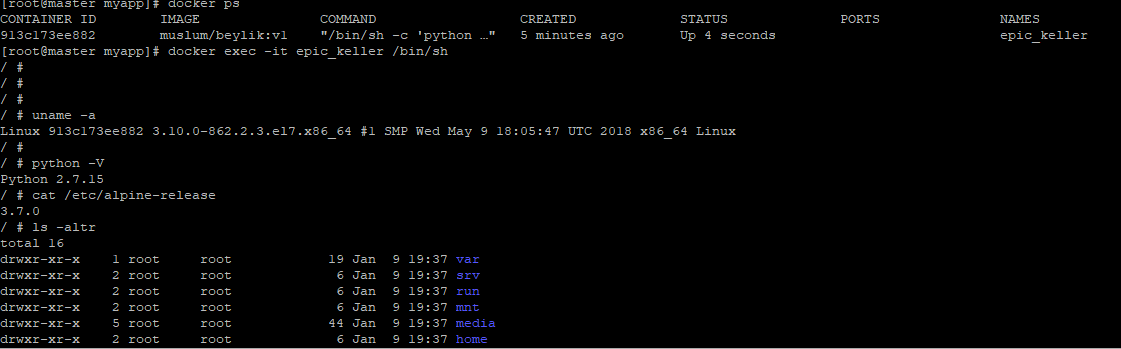 [root@master myapp]# docker ps
CONTAINER ID        IMAGE               COMMAND                  CREATED             STATUS              PORTS               NAMES
913c173ee882        muslum/beylik:v1    "/bin/sh -c 'python …"   5 minutes ago       Up 4 seconds                            epic_keller
[root@master myapp]# docker exec -it epic_keller /bin/sh
/ #
/ #
/ #
/ # uname -a
Linux 913c173ee882 3.10.0-862.2.3.el7.x86_64 #1 SMP Wed May 9 18:05:47 UTC 2018 x86_64 Linux
/ #
/ # python -V
Python 2.7.15
/ # cat /etc/alpine-release
3.7.0
/ # ls -altr
total 16
drwxr-xr-x    1 root     root            19 Jan  9 19:37 var
drwxr-xr-x    2 root     root             6 Jan  9 19:37 srv
drwxr-xr-x    2 root     root             6 Jan  9 19:37 run
drwxr-xr-x    2 root     root             6 Jan  9 19:37 mnt
drwxr-xr-x    5 root     root            44 Jan  9 19:37 media
drwxr-xr-x    2 root     root             6 Jan  9 19:37 home